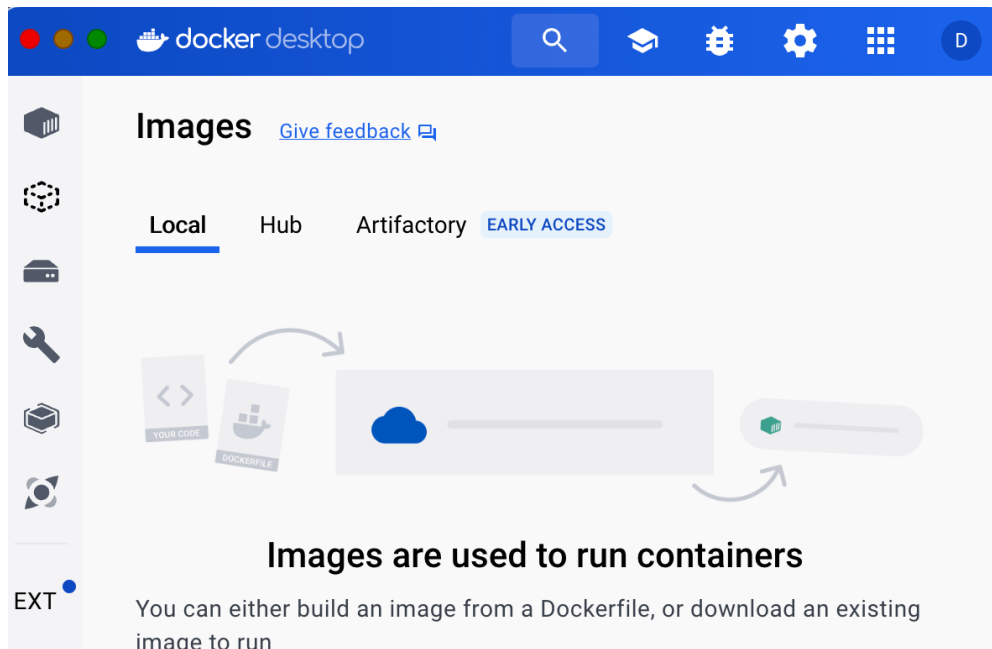 docker desktop
D
Images Give feedback
Local Hub Artifactory EARLY ACCESS
YOUR CODE
DOCKERFILE
Images are used to run containers
EXT
You can either build an image from a Dockerfile, or download an existing
image to run